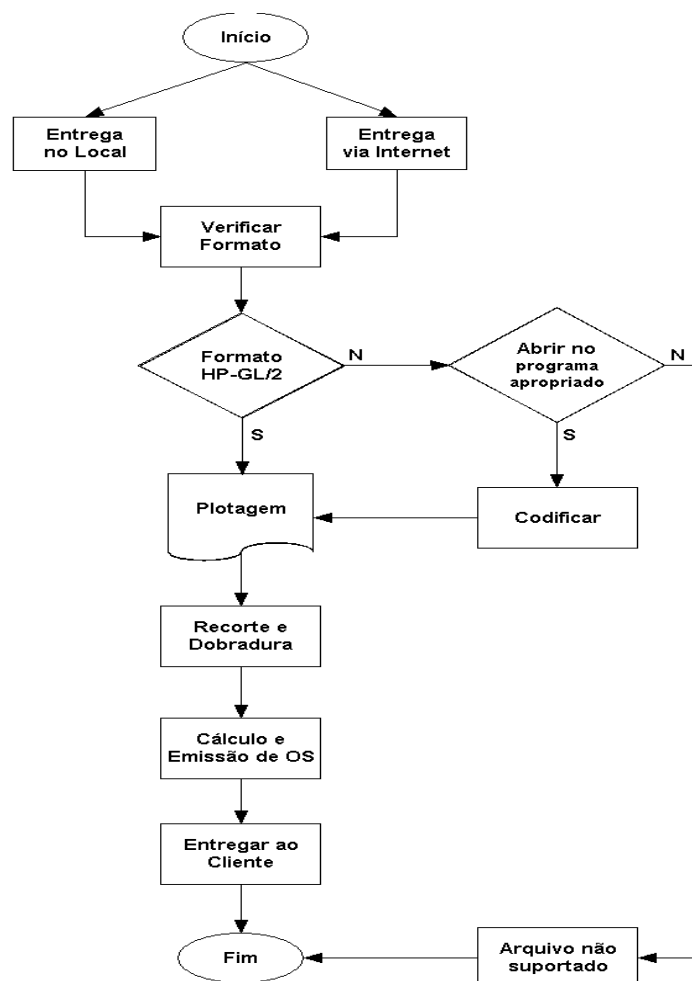 Início
Entrega
no Local
Entrega
via Internet
Verificar
Formato
Formato
HP-GL/2
N
Abrir no
programa
apropriado
N
S
S
Plotagem
Codificar
Recorte e
Dobradura
Cálculo e
Emissão de OS
Entregar ao
Cliente
Fim
Arquivo não
suportado